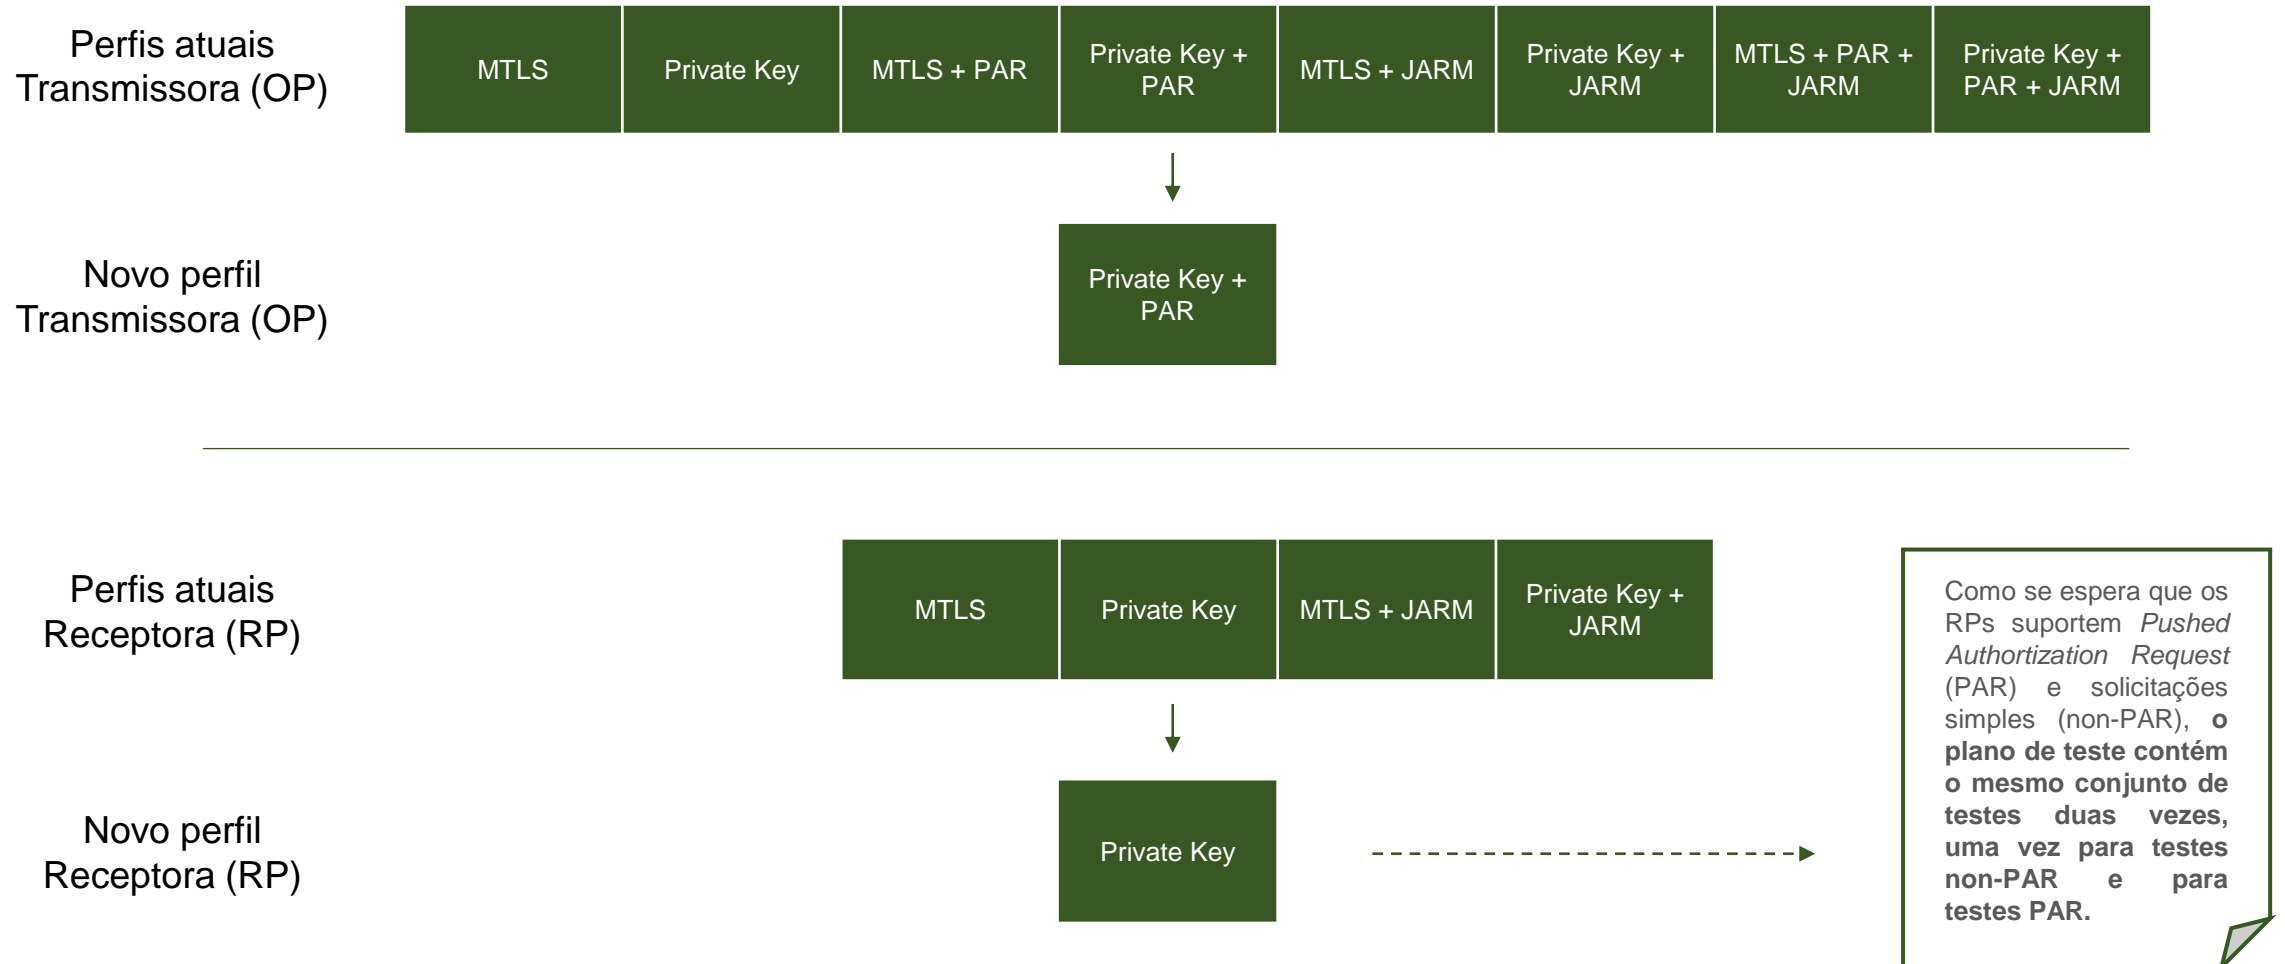 Perfis atuais
Transmissora (OP)
MTLS
Private Key
MTLS + PAR
Private Key +
PAR
MTLS + JARM
Private Key +
JARM
MTLS + PAR +
JARM
Private Key +
PAR + JARM
Novo perfil
Transmissora (OP)
Private Key +
PAR
Perfis atuais
Receptora (RP)
MTLS
Private Key
MTLS + JARM
Private Key +
JARM
Novo perfil
Receptora (RP)
Private Key
Como se espera que os
RPs suportem Pushed
Authortization Request
(PAR) e solicitações
simples (non-PAR), o
plano de teste contém
o mesmo conjunto de
testes duas vezes,
uma vez para testes
non-PAR e para
testes PAR.